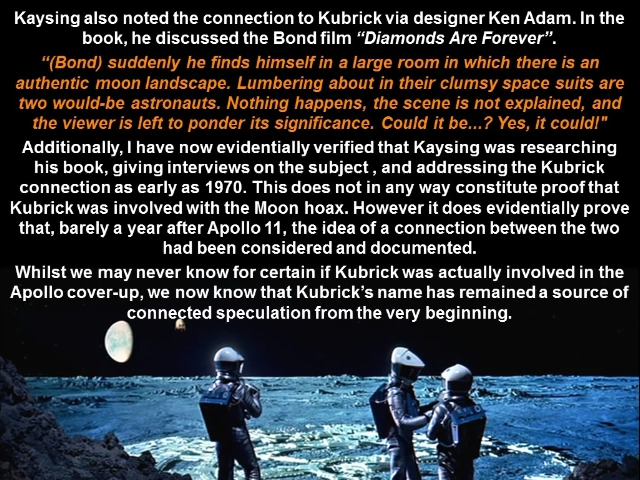 Kaysing also noted the connection to Kubrick via designer Ken Adam. In the
book, he discussed the Bond film “Diamonds Are Forever”.
“(Bond) suddenly he finds himself in a large room in which there is an
authentic moon landscape. Lumbering about in their clumsy space suits are
two would-be astronauts. Nothing happens, the scene is not explained, and
the viewer is left to ponder its significance. Could it be...? Yes, it could!"
Additionally, I have now evidentially verified that Kaysing was researching
his book, giving interviews on the subject , and addressing the Kubrick
connection as early as 1970. This does not in any way constitute proof that
Kubrick was involved with the Moon hoax. However it does evidentially prove
that, barely a year after Apollo 11, the idea of a connection between the two
had been considered and documented.
Whilst we may never know for certain if Kubrick was actually involved in the
Apollo cover-up, we now know that Kubrick’s name has remained a source of
connected speculation from the very beginning.